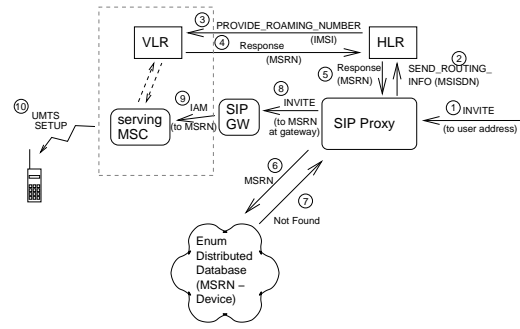 3 PROVIDE_ROAMING_NUMBER
(IMSI)
VLR
4 Response
(MSRN)
HLR
2
SEND_ROUTING_
INFO (MSISDN)
Response
5 (MSRN)
10 UMTS
SETUP
serving
MSC
9 IAM
(to MSRN)
SIP
GW
8
INVITE
(to MSRN
at gateway)
SIP Proxy
1 INVITE
(to user address)
6
MSRN
7
Not Found
Enum
Distributed
Database
(MSRN –
Device)